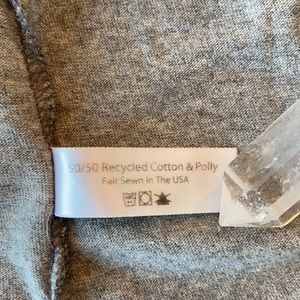 50/50 Recycled Cotton & Polly
Fair Sewn In The USA